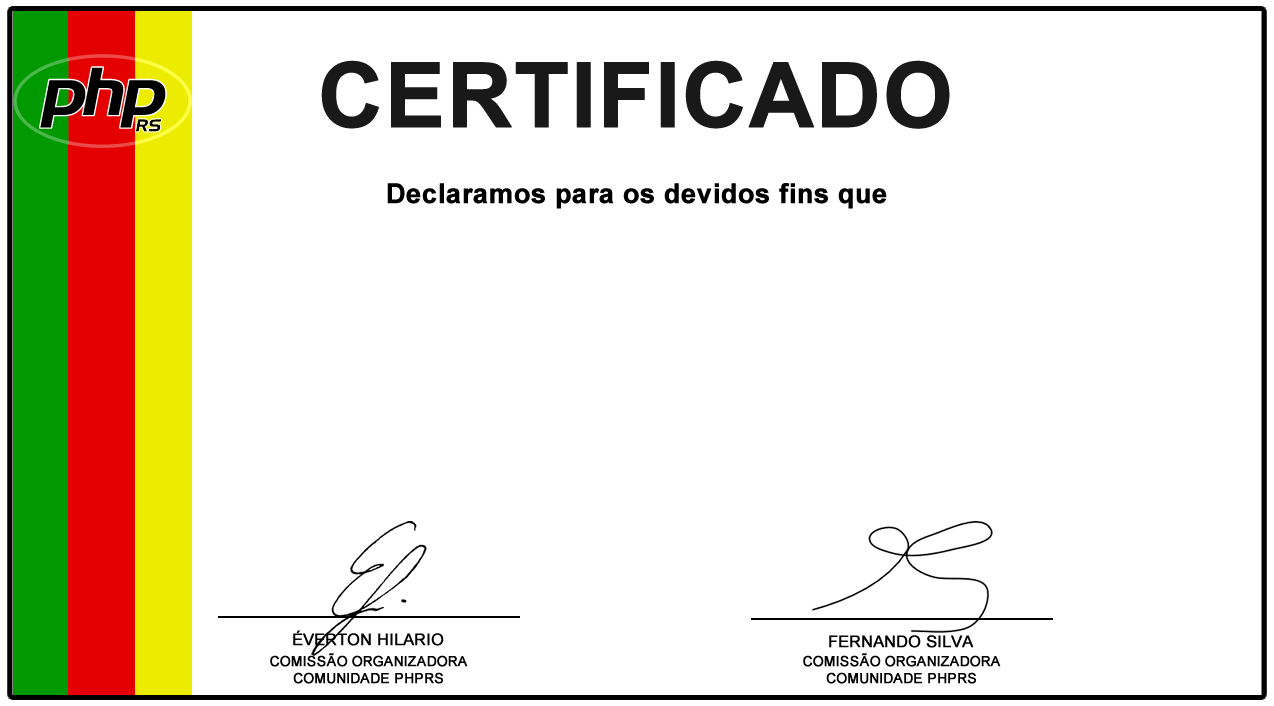 php
RS
CERTIFICADO
Declaramos para os devidos fins que
ÉVERTON HILARIO
COMISSÃO ORGANIZADORA
COMUNIDADE PHPRS
FERNANDO SILVA
COMISSÃO ORGANIZADORA
COMUNIDADE PHPRS